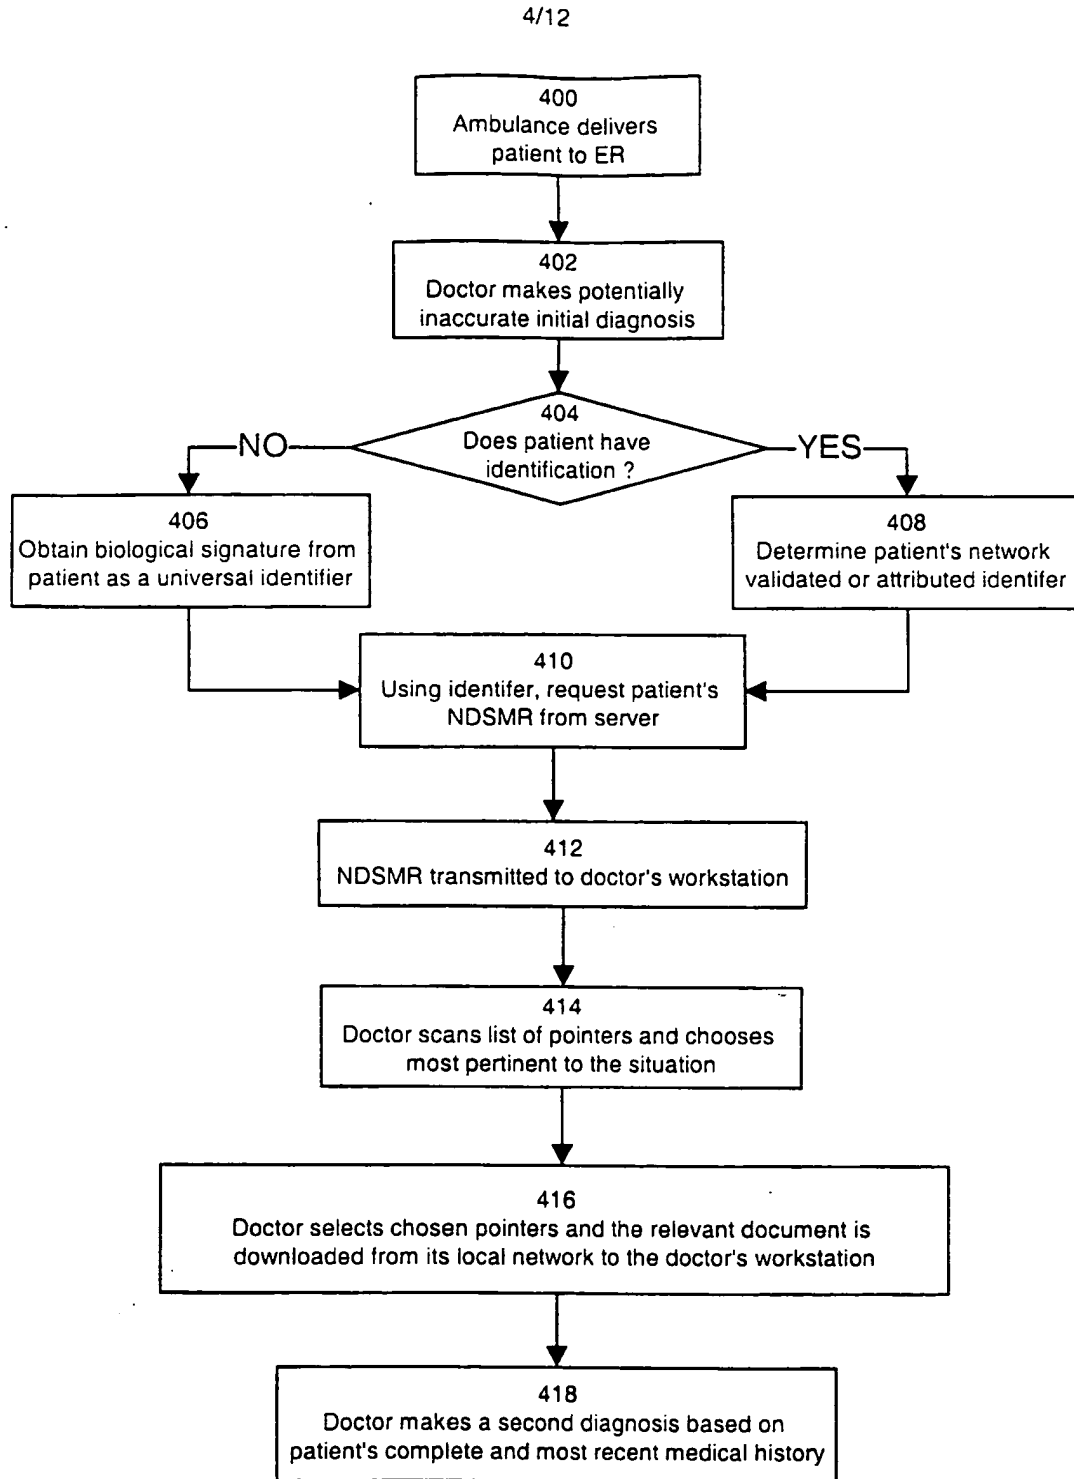 4/12
400
Ambulance delivers
patient to ER
402
Doctor makes potentially
inaccurate initial diagnosis
404
Does patient have
identification ?
NO
YES
406
Obtain biological signature from
patient as a universal identifier
408
Determine patient's network
validated or attributed identifer
410
Using identifer, request patient's
NDSMR from server
412
NDSMR transmitted to doctor's workstation
414
Doctor scans list of pointers and chooses
most pertinent to the situation
416
Doctor selects chosen pointers and the relevant document is
downloaded from its local network to the doctor's workstation
418
Doctor makes a second diagnosis based on
patient's complete and most recent medical history